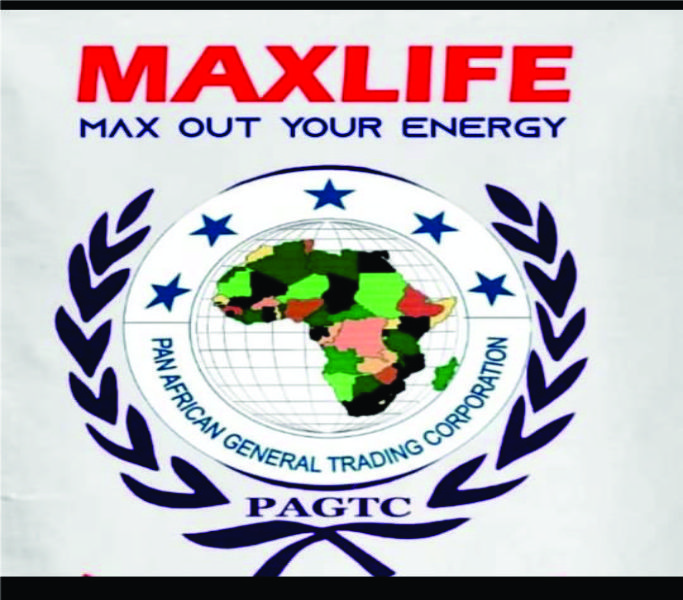 MAXLIFE
MAX OUT YOUR ENERGY
PAN AFRICAN GENERAL TRADING CORPORATION
PAGTC